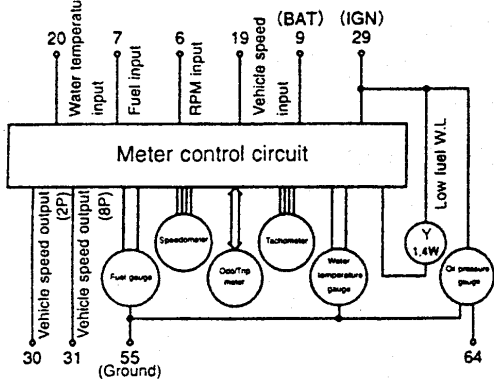 (BAT) (IGN)
20 7 6 19 9 29
Water temperatu
input
Fuel input
RPM input
Vehicle speed
input
Low fuel W.L
Meter control circuit
Vehicle speed output
(2P)
Vehicle speed output
(8P)
Fuel gauge
Speedometer
Odo/Trip
meter
Tachometer
Water
temperature
gauge
Y
1.4W
Oil pressure
gauge
30 31 55 64
(Ground)